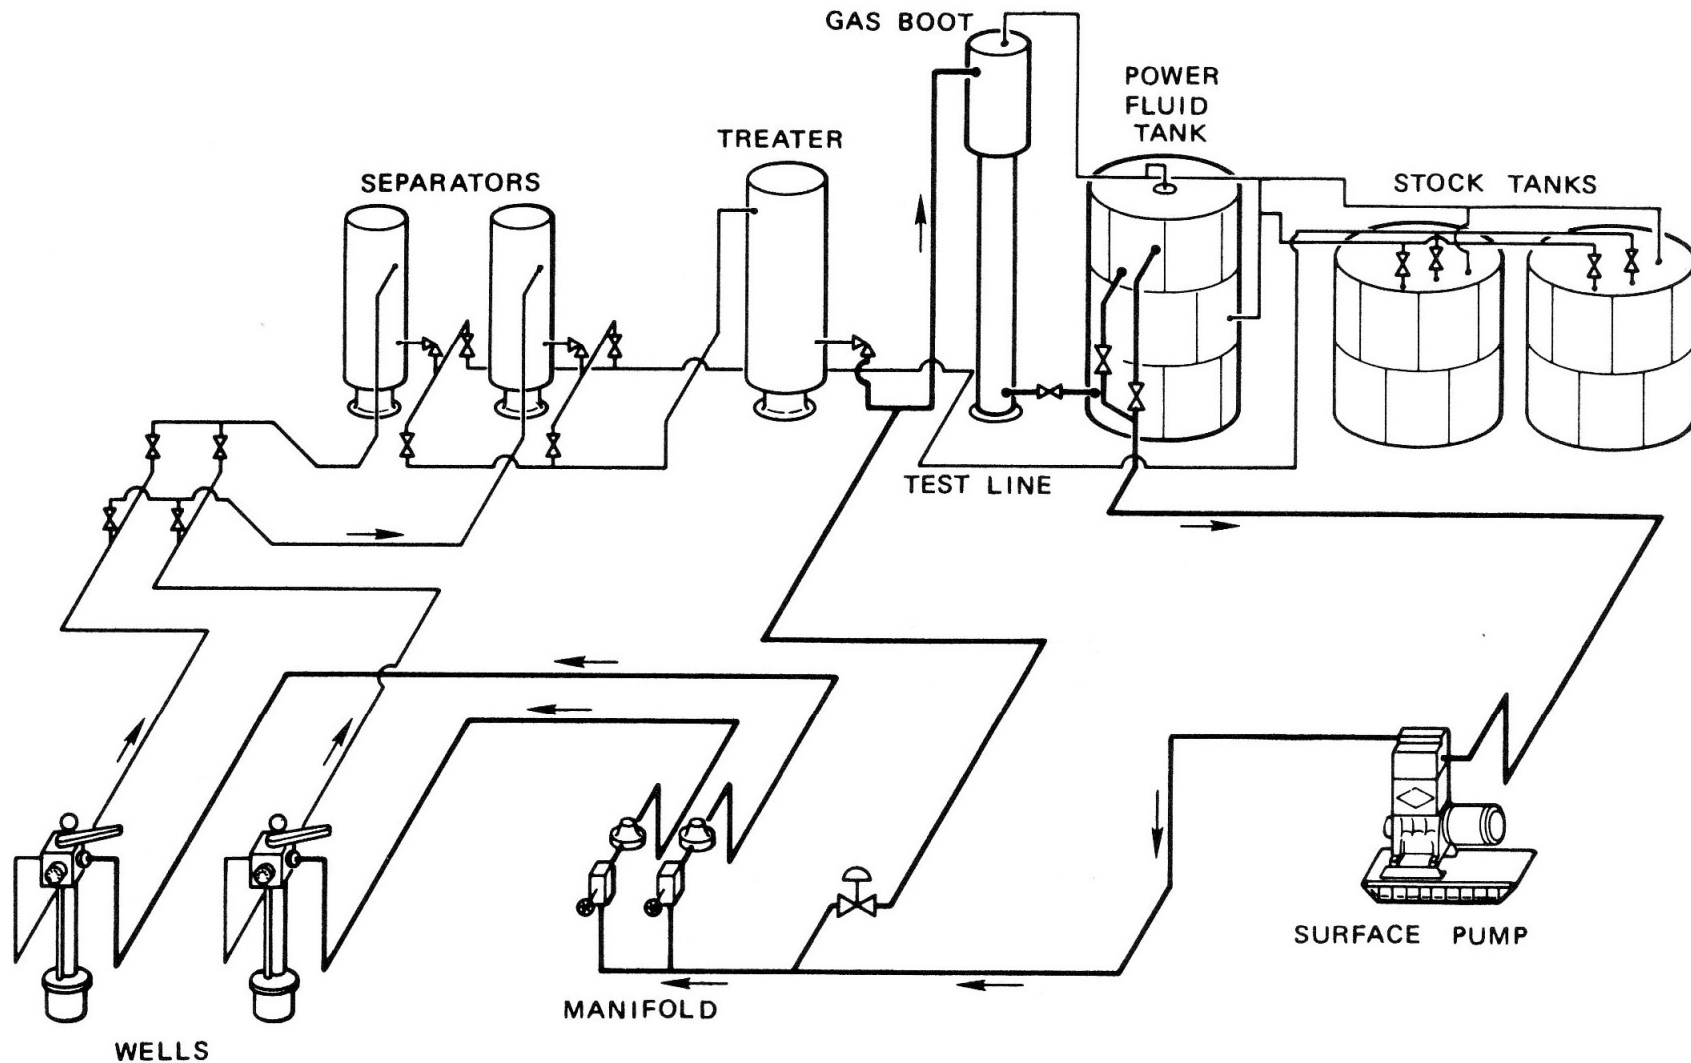 GAS BOOT
POWER
FLUID
TANK
TREATER
SEPARATORS
STOCK TANKS
TEST LINE
SURFACE PUMP
MANIFOLD
WELLS